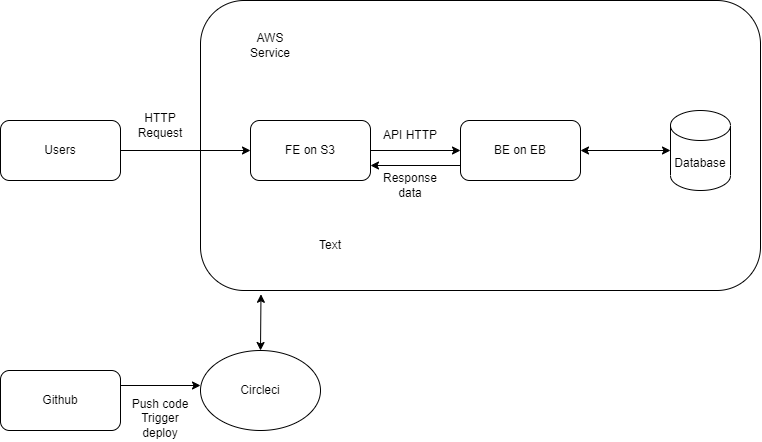 AWS
Service
HTTP
Request
Users
FE on S3
API HTTP
Response
data
BE on EB
Database
Text
Github
Push code
Trigger
deploy
Circleci